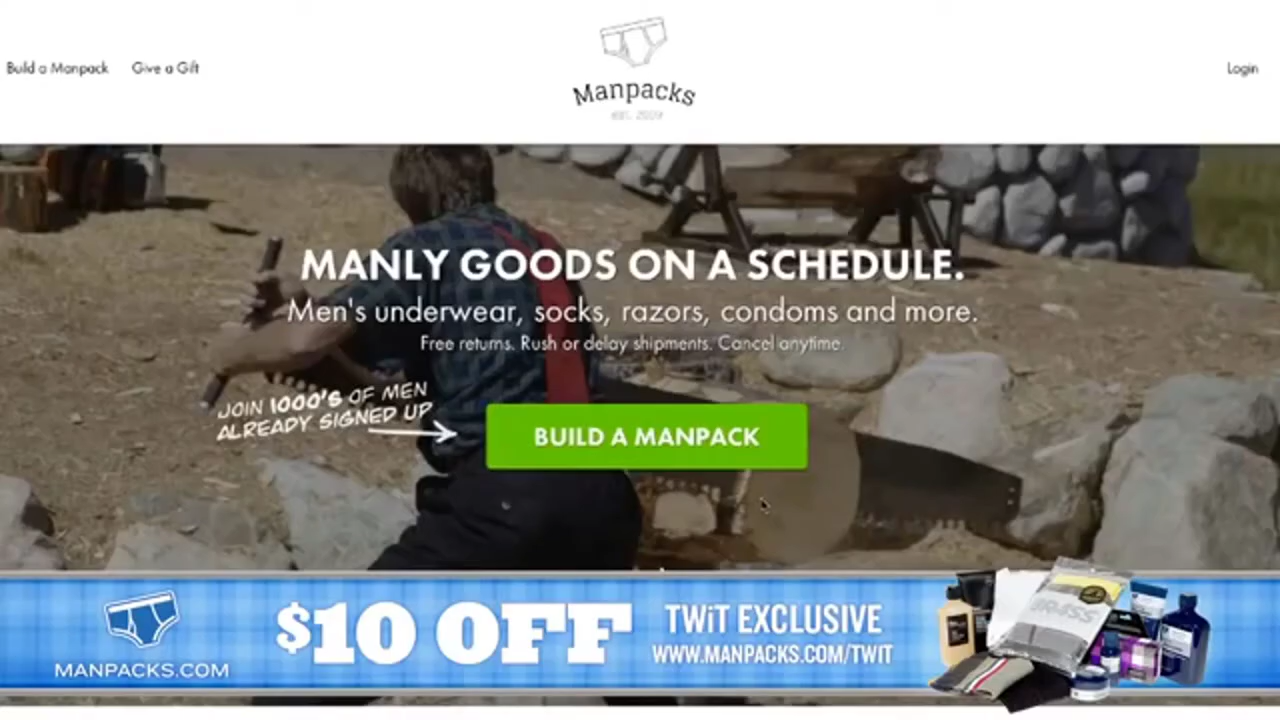 Build a Manpack
Give a Gift
Manpacks
EST. 2009
Login
MANLY GOODS ON A SCHEDULE.
Men's underwear, socks, razors, condoms and more.
Free returns. Rush or delay shipments. Cancel anytime.
JOIN 1000'S OF MEN
ALREADY SIGNED UP
BUILD A MANPACK
MANPACKS.COM
$10 OFF
TWiT EXCLUSIVE
WWW.MANPACKS.COM/TWIT